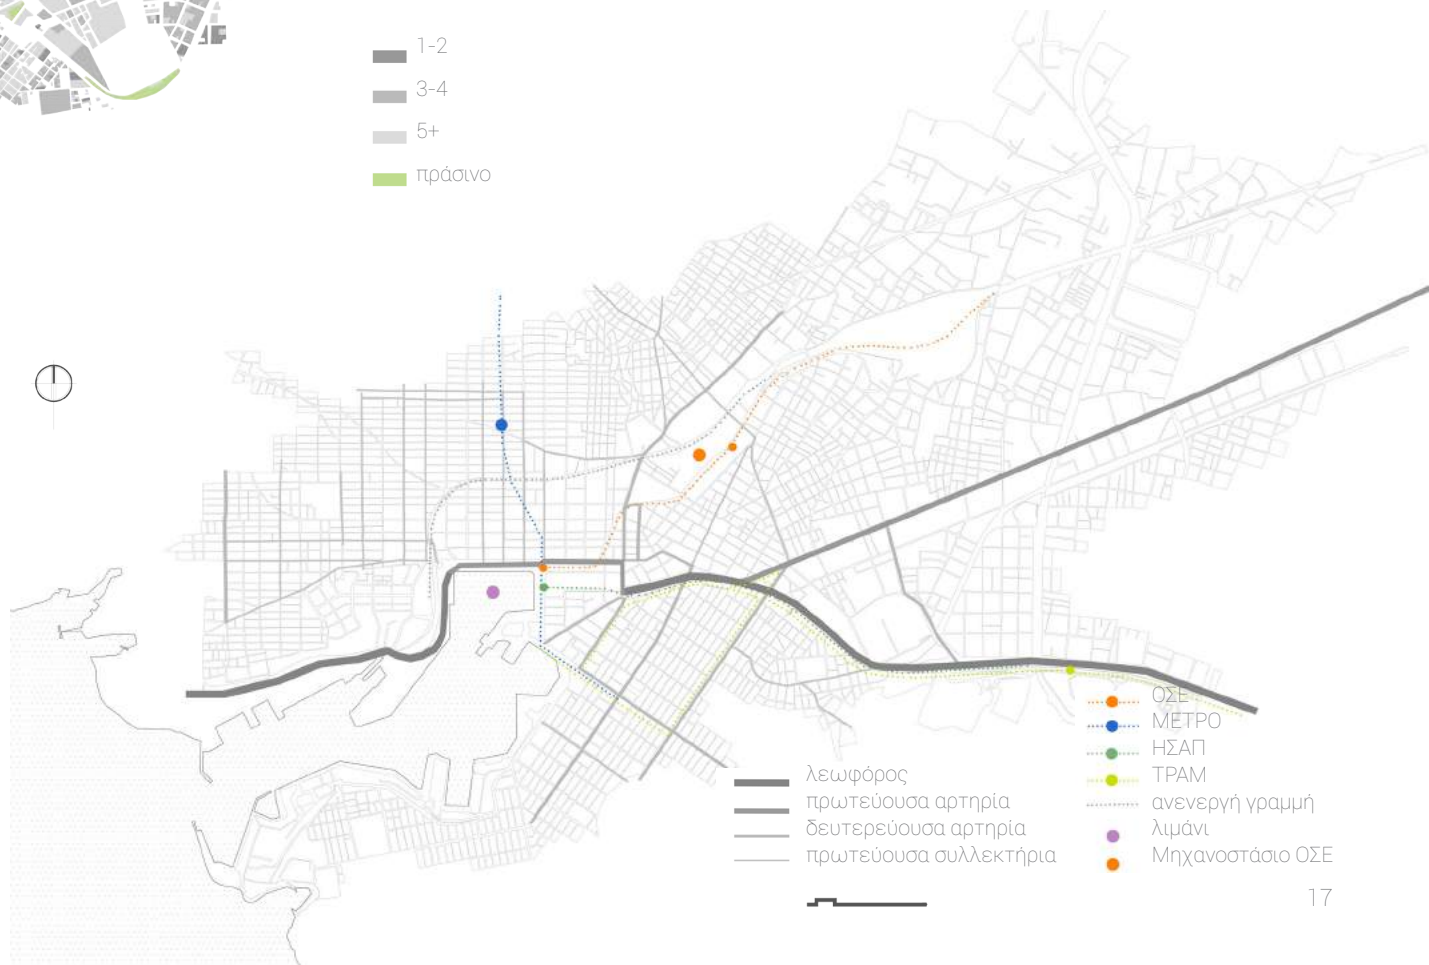 1-2
3-4
5+
πράσινο
ΟΣΕ
ΜΕΤΡΟ
ΗΣΑΠ
ΤΡΑΜ
ανενεργή γραμμή
λιμάνι
Μηχανοστάσιο ΟΣΕ
λεωφόρος
πρωτεύουσα αρτηρία
δευτερεύουσα αρτηρία
πρωτεύουσα συλλεκτήρια
17